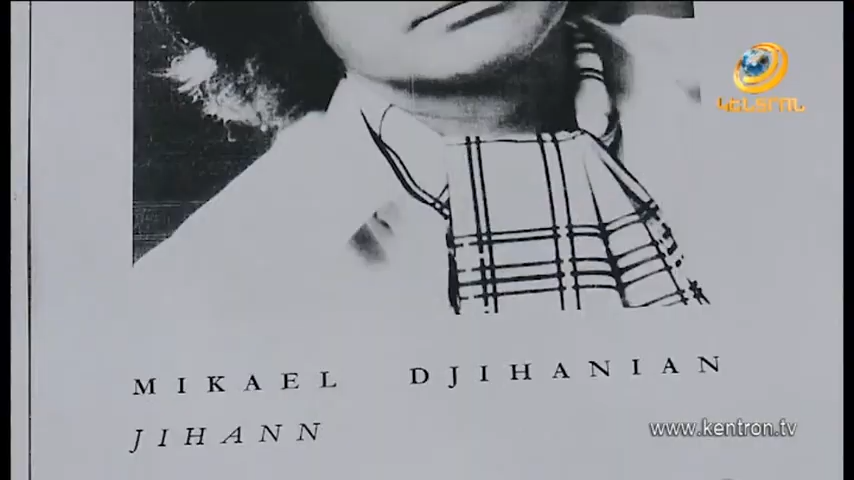 ԿԵՆՏՐՈՆ
MIKAEL DJIHANIAN
JIHANN
www.kentron.tv